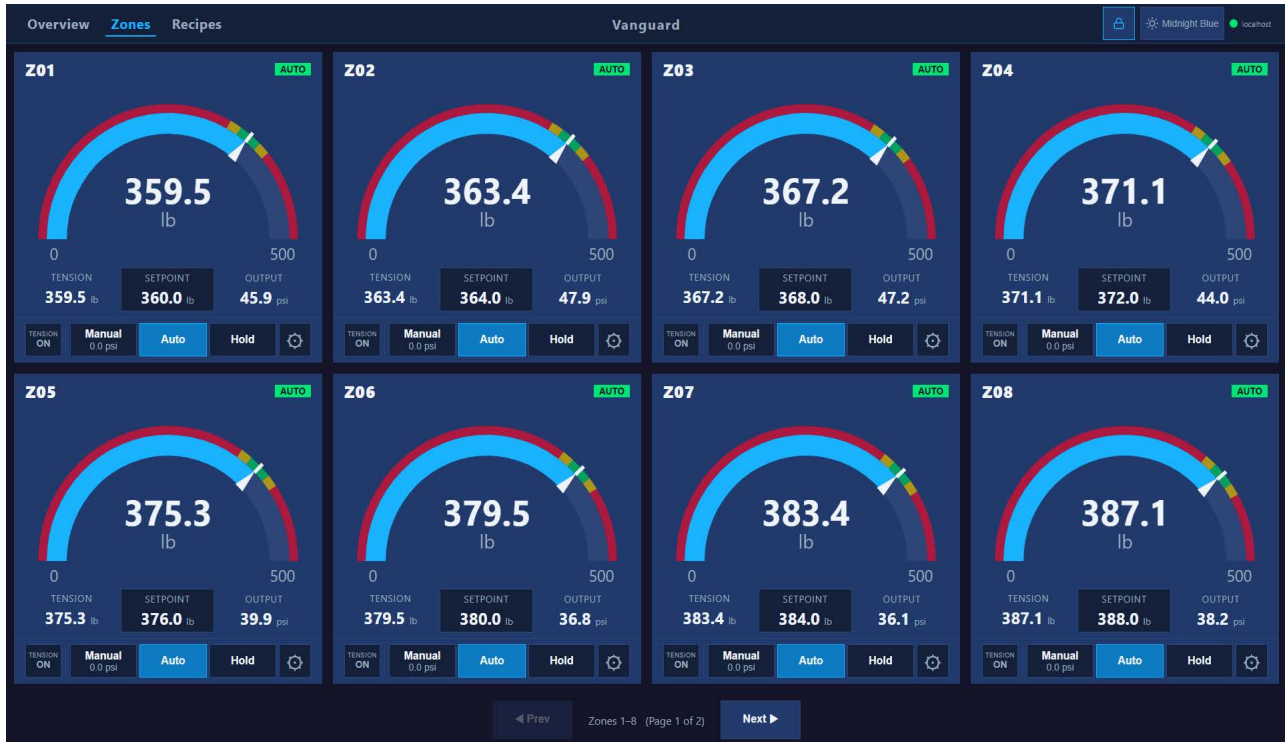 Overview Zones Recipes Vanguard Midnight Blue localhost
Z01 AUTO
359.5
lb
0 500
TENSION SETPOINT OUTPUT
359.5 lb 360.0 lb 45.9 psi
TENSION ON Manual 0.0 psi Auto Hold
Z02 AUTO
363.4
lb
0 500
TENSION SETPOINT OUTPUT
363.4 lb 364.0 lb 47.9 psi
TENSION ON Manual 0.0 psi Auto Hold
Z03 AUTO
367.2
lb
0 500
TENSION SETPOINT OUTPUT
367.2 lb 368.0 lb 47.2 psi
TENSION ON Manual 0.0 psi Auto Hold
Z04 AUTO
371.1
lb
0 500
TENSION SETPOINT OUTPUT
371.1 lb 372.0 lb 44.0 psi
TENSION ON Manual 0.0 psi Auto Hold
Z05 AUTO
375.3
lb
0 500
TENSION SETPOINT OUTPUT
375.3 lb 376.0 lb 39.9 psi
TENSION ON Manual 0.0 psi Auto Hold
Z06 AUTO
379.5
lb
0 500
TENSION SETPOINT OUTPUT
379.5 lb 380.0 lb 36.8 psi
TENSION ON Manual 0.0 psi Auto Hold
Z07 AUTO
383.4
lb
0 500
TENSION SETPOINT OUTPUT
383.4 lb 384.0 lb 36.1 psi
TENSION ON Manual 0.0 psi Auto Hold
Z08 AUTO
387.1
lb
0 500
TENSION SETPOINT OUTPUT
387.1 lb 388.0 lb 38.2 psi
TENSION ON Manual 0.0 psi Auto Hold
◀ Prev Zones 1–8 (Page 1 of 2) Next ▶